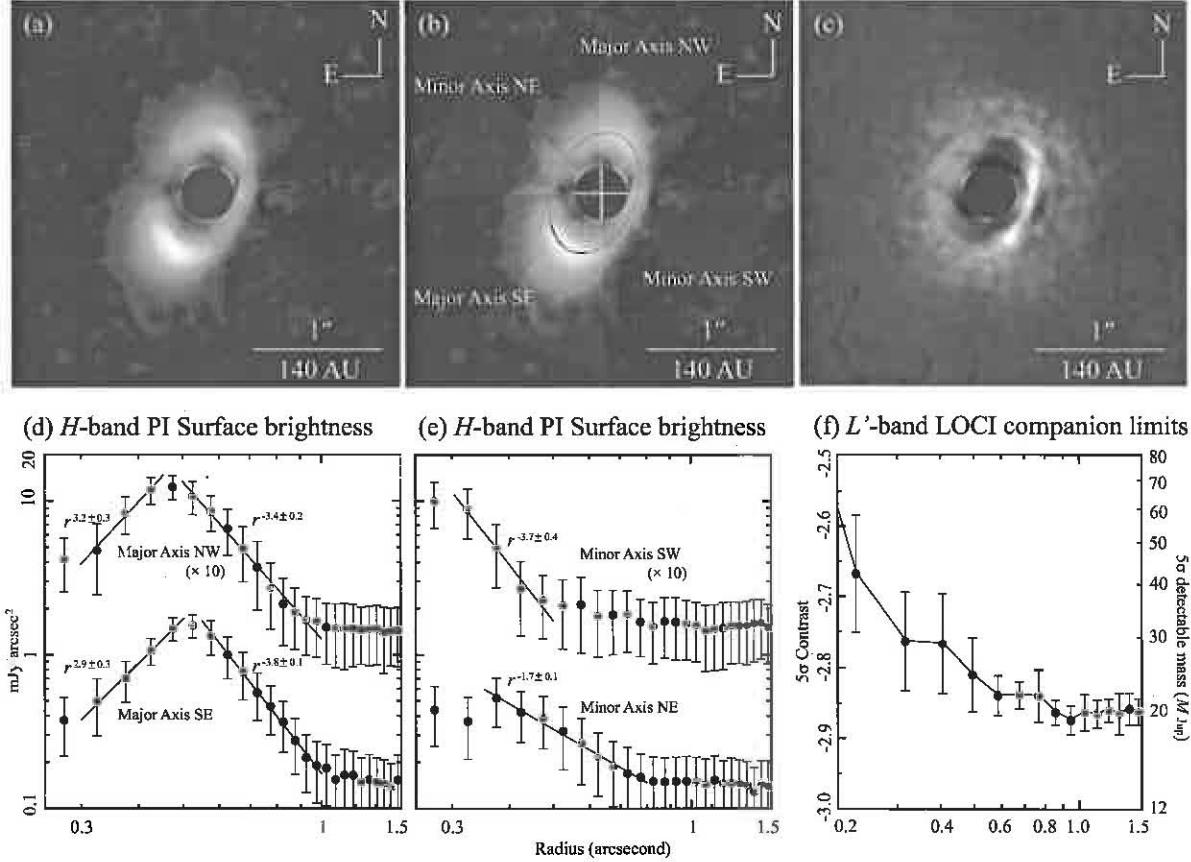 (a)
N
E
1"
140 AU
(b)
Major Axis NW
N
E
Minor Axis NE
Major Axis SE
Minor Axis SW
1"
140 AU
(c)
N
E
1"
140 AU
(d) H-band PI Surface brightness
20
10
1
0.1
mJy arcsec²
r^3.2±0.3
r^-3.4±0.2
Major Axis NW
(× 10)
r^2.9±0.3
r^-3.8±0.1
Major Axis SE
0.3
1
1.5
(e) H-band PI Surface brightness
r^-3.7±0.4
Minor Axis SW
(× 10)
r^-1.7±0.1
Minor Axis NE
0.3
1
1.5
Radius (arcsecond)
(f) L'-band LOCI companion limits
-2.5
-2.6
-2.7
-2.8
-2.9
-3.0
5σ Contrast
80
70
60
50
40
30
20
12
5σ detectable mass (M Jup)
0.2
0.4
0.6
0.8
1.0
1.5